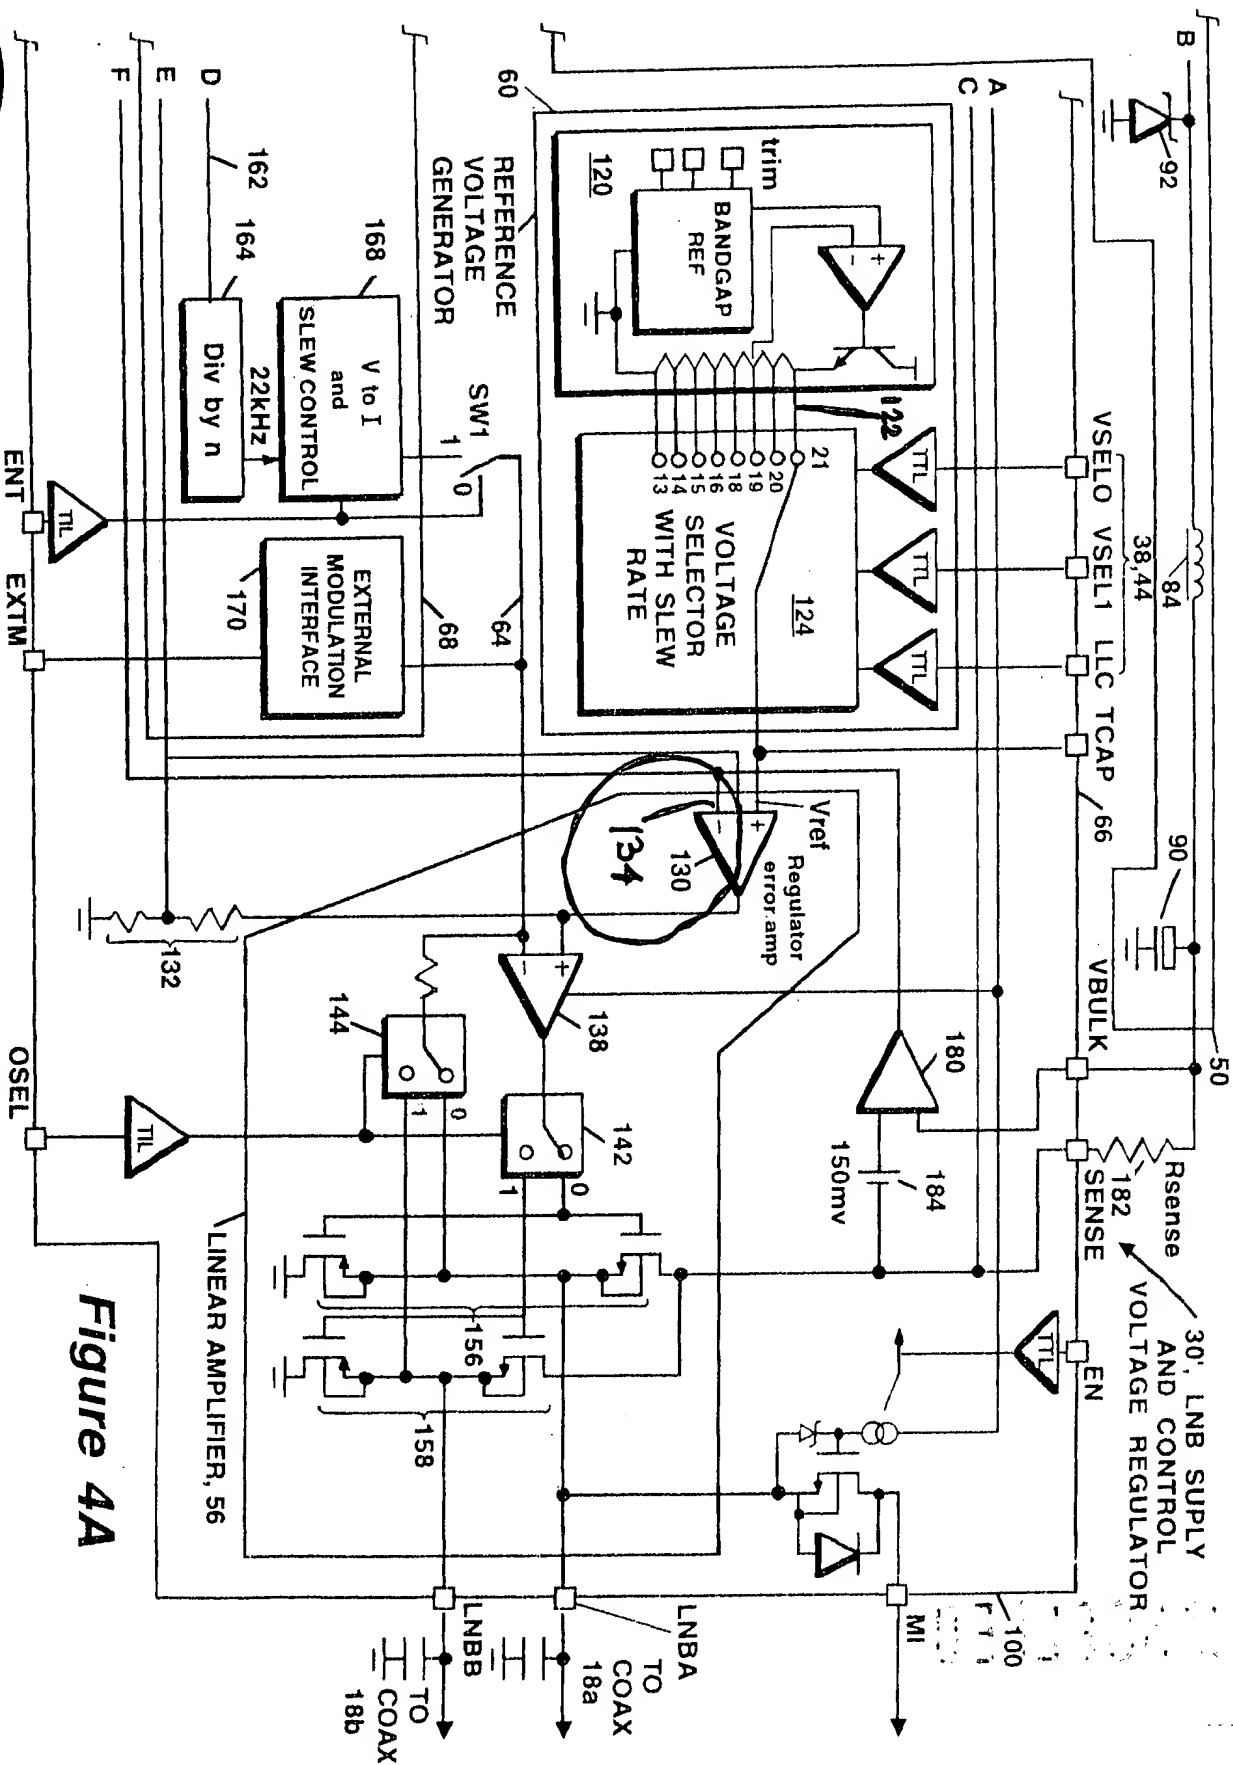 B
92
84
90
50
Rsense
182
30', LNB SUPLY
AND CONTROL
VOLTAGE REGULATOR
VSELO
VSEL1
LLC
TCAP
38,44
66
VBULK
SENSE
EN
100
A
C
60
TTL
TTL
TTL
TTL
120
trim
BANDGAP
REF
+
-
122
21
20
19
18
16
15
14
13
VOLTAGE
SELECTOR
WITH SLEW
RATE
124
REFERENCE
VOLTAGE
GENERATOR
Vref
+
-
130
134
Regulator
error.amp
180
184
150mv
MI
SW1
1
0
64
68
168
V to I
and
SLEW CONTROL
22kHz
164
Div by n
162
D
E
F
EXTERNAL
MODULATION
INTERFACE
170
132
+
-
138
142
0
1
144
0
1
156
158
LINEAR AMPLIFIER, 56
LNBA
TO
COAX
18a
LNBB
TO
COAX
18b
ENT
TTL
EXTM
OSEL
TTL
Figure 4A